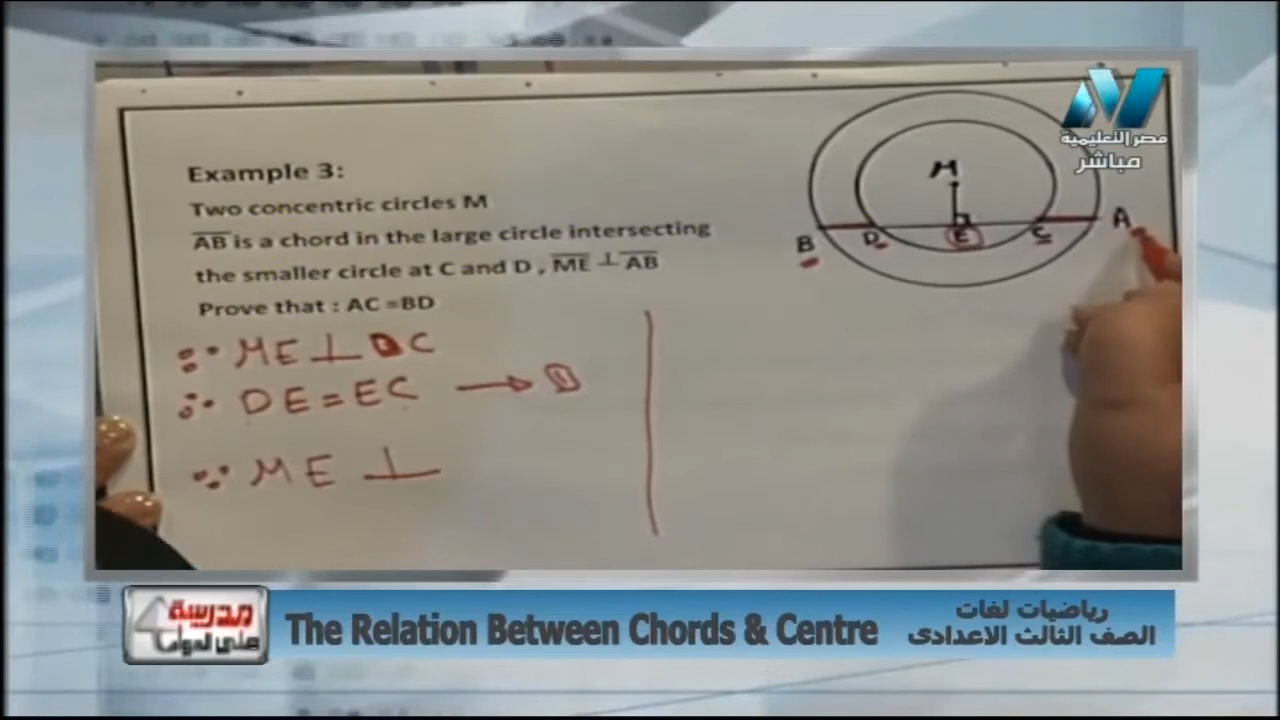 مصر التعليمية
مباشر
Example 3:
Two concentric circles M
AB is a chord in the large circle intersecting
the smaller circle at C and D , ME ⊥ AB
Prove that : AC =BD
∵ ME ⊥ DC
∴ DE = EC → ①
∵ ME ⊥
M
B D E C A
مدرسة
على الهواء
The Relation Between Chords & Centre
رياضيات لغات
الصف الثالث الاعدادى